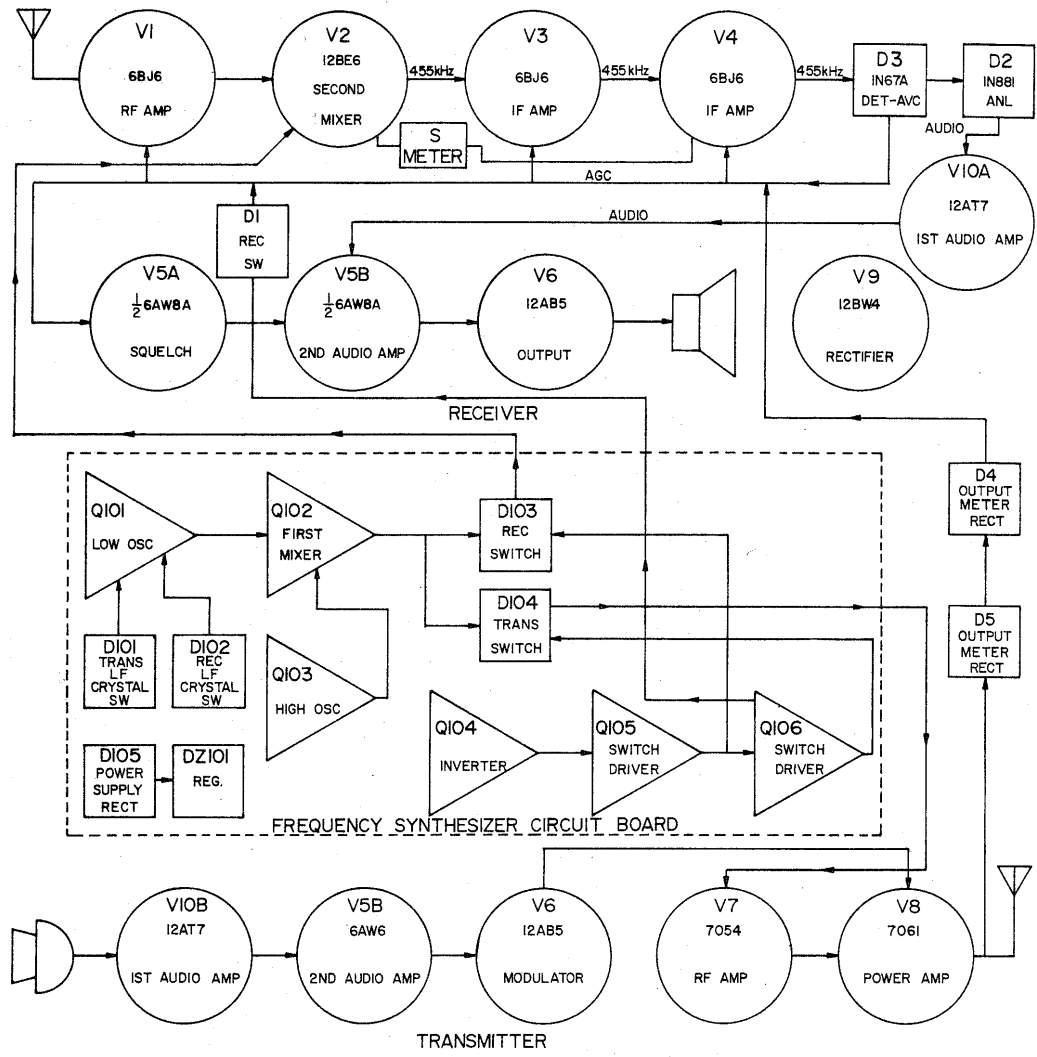 V1
6BJ6
RF AMP
V2
12BE6
SECOND
MIXER
455kHz
V3
6BJ6
IF AMP
455kHz
V4
6BJ6
IF AMP
455kHz
D3
1N67A
DET-AVC
D2
1N881
ANL
S
METER
AUDIO
AGC
V10A
12AT7
1ST AUDIO AMP
D1
REC
SW
AUDIO
V5A
1/2 6AW8A
SQUELCH
V5B
1/2 6AW8A
2ND AUDIO AMP
V6
12AB5
OUTPUT
V9
12BW4
RECTIFIER
RECEIVER
Q101
LOW OSC
Q102
FIRST
MIXER
D103
REC
SWITCH
D4
OUTPUT
METER
RECT
D104
TRANS
SWITCH
D5
OUTPUT
METER
RECT
D101
TRANS
LF
CRYSTAL
SW
D102
REC
LF
CRYSTAL
SW
Q103
HIGH OSC
Q104
INVERTER
Q105
SWITCH
DRIVER
Q106
SWITCH
DRIVER
D105
POWER
SUPPLY
RECT
DZ101
REG.
FREQUENCY SYNTHESIZER CIRCUIT BOARD
V10B
12AT7
1ST AUDIO AMP
V5B
6AW6
2ND AUDIO AMP
V6
12AB5
MODULATOR
V7
7054
RF AMP
V8
7061
POWER AMP
TRANSMITTER